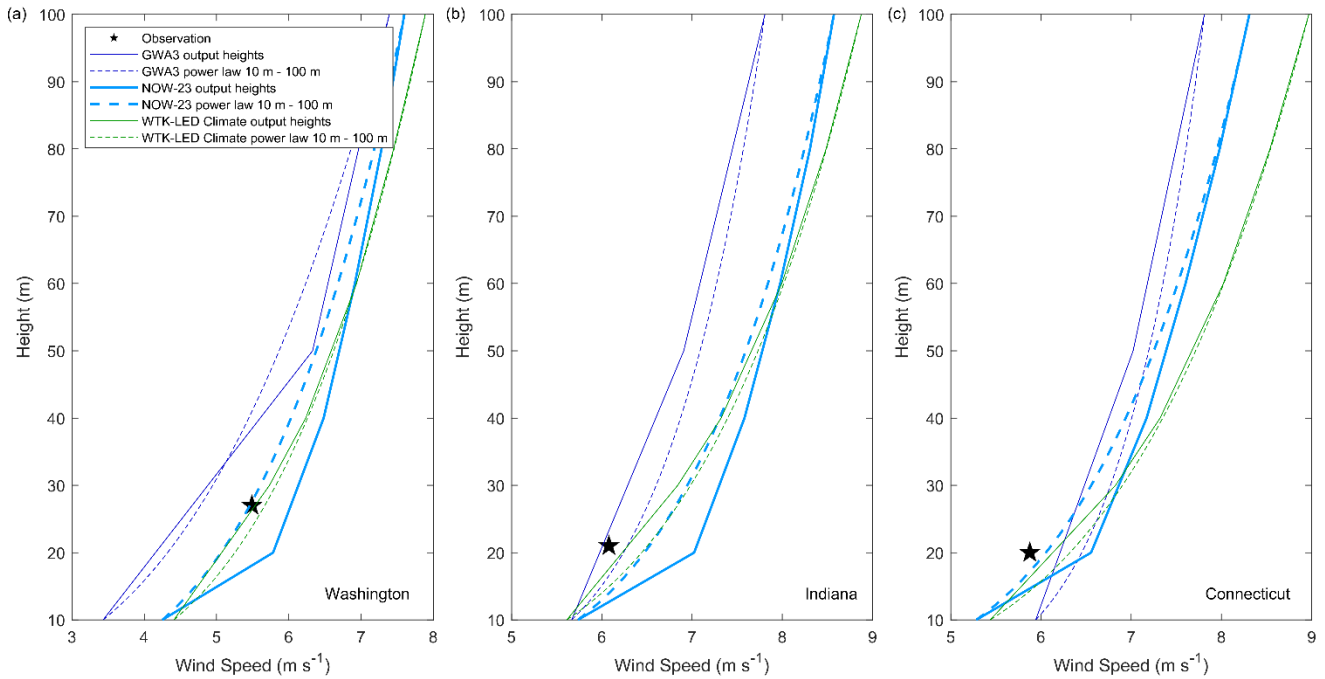 (a)
(b)
(c)
Observation
GWA3 output heights
GWA3 power law 10 m - 100 m
NOW-23 output heights
NOW-23 power law 10 m - 100 m
WTK-LED Climate output heights
WTK-LED Climate power law 10 m - 100 m
Height (m)
100
90
80
70
60
50
40
30
20
10
3
4
5
6
7
8
Wind Speed (m s⁻¹)
Washington
Height (m)
100
90
80
70
60
50
40
30
20
10
5
6
7
8
9
Wind Speed (m s⁻¹)
Indiana
Height (m)
100
90
80
70
60
50
40
30
20
10
5
6
7
8
9
Wind Speed (m s⁻¹)
Connecticut